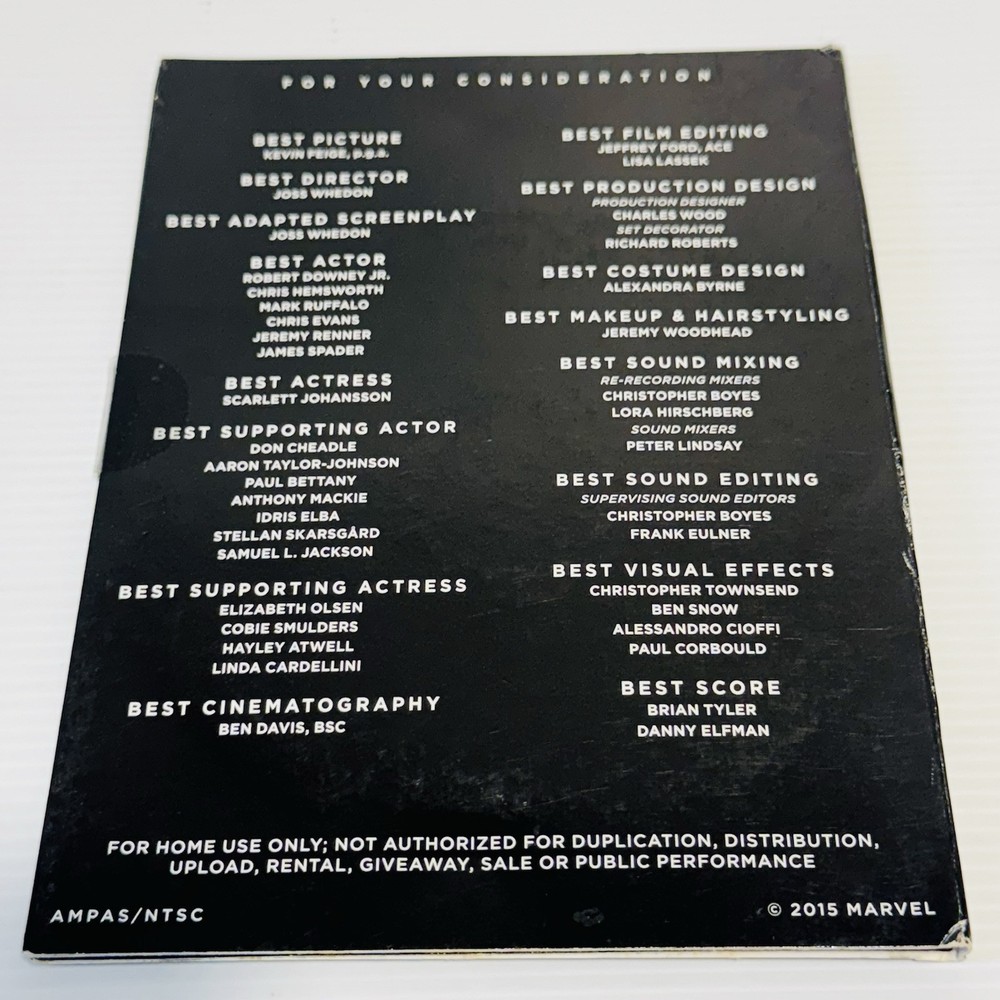 FOR YOUR CONSIDERATION
BEST PICTURE
KEVIN FEIGE, p.g.a.
BEST DIRECTOR
JOSS WHEDON
BEST ADAPTED SCREENPLAY
JOSS WHEDON
BEST ACTOR
ROBERT DOWNEY JR.
CHRIS HEMSWORTH
MARK RUFFALO
CHRIS EVANS
JEREMY RENNER
JAMES SPADER
BEST ACTRESS
SCARLETT JOHANSSON
BEST SUPPORTING ACTOR
DON CHEADLE
AARON TAYLOR-JOHNSON
PAUL BETTANY
ANTHONY MACKIE
IDRIS ELBA
STELLAN SKARSGÅRD
SAMUEL L. JACKSON
BEST SUPPORTING ACTRESS
ELIZABETH OLSEN
COBIE SMULDERS
HAYLEY ATWELL
LINDA CARDELLINI
BEST CINEMATOGRAPHY
BEN DAVIS, BSC
BEST FILM EDITING
JEFFREY FORD, ACE
LISA LASSEK
BEST PRODUCTION DESIGN
PRODUCTION DESIGNER
CHARLES WOOD
SET DECORATOR
RICHARD ROBERTS
BEST COSTUME DESIGN
ALEXANDRA BYRNE
BEST MAKEUP & HAIRSTYLING
JEREMY WOODHEAD
BEST SOUND MIXING
RE-RECORDING MIXERS
CHRISTOPHER BOYES
LORA HIRSCHBERG
SOUND MIXERS
PETER LINDSAY
BEST SOUND EDITING
SUPERVISING SOUND EDITORS
CHRISTOPHER BOYES
FRANK EULNER
BEST VISUAL EFFECTS
CHRISTOPHER TOWNSEND
BEN SNOW
ALESSANDRO CIOFFI
PAUL CORBOULD
BEST SCORE
BRIAN TYLER
DANNY ELFMAN
FOR HOME USE ONLY; NOT AUTHORIZED FOR DUPLICATION, DISTRIBUTION,
UPLOAD, RENTAL, GIVEAWAY, SALE OR PUBLIC PERFORMANCE
AMPAS/NTSC
© 2015 MARVEL